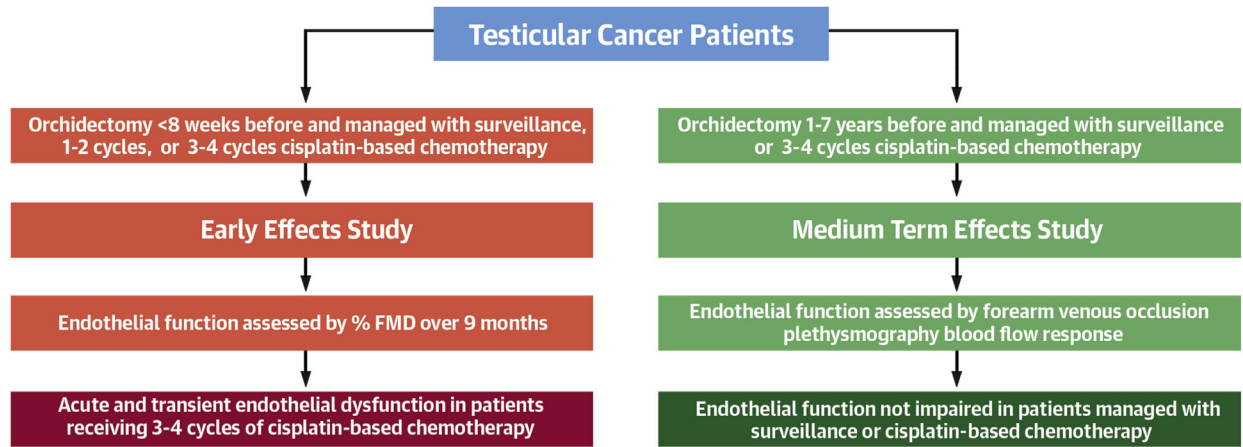 Testicular Cancer Patients
Orchidectomy <8 weeks before and managed with surveillance,
1-2 cycles, or 3-4 cycles cisplatin-based chemotherapy
Early Effects Study
Endothelial function assessed by % FMD over 9 months
Acute and transient endothelial dysfunction in patients
receiving 3-4 cycles of cisplatin-based chemotherapy
Orchidectomy 1-7 years before and managed with surveillance
or 3-4 cycles cisplatin-based chemotherapy
Medium Term Effects Study
Endothelial function assessed by forearm venous occlusion
plethysmography blood flow response
Endothelial function not impaired in patients managed with
surveillance or cisplatin-based chemotherapy